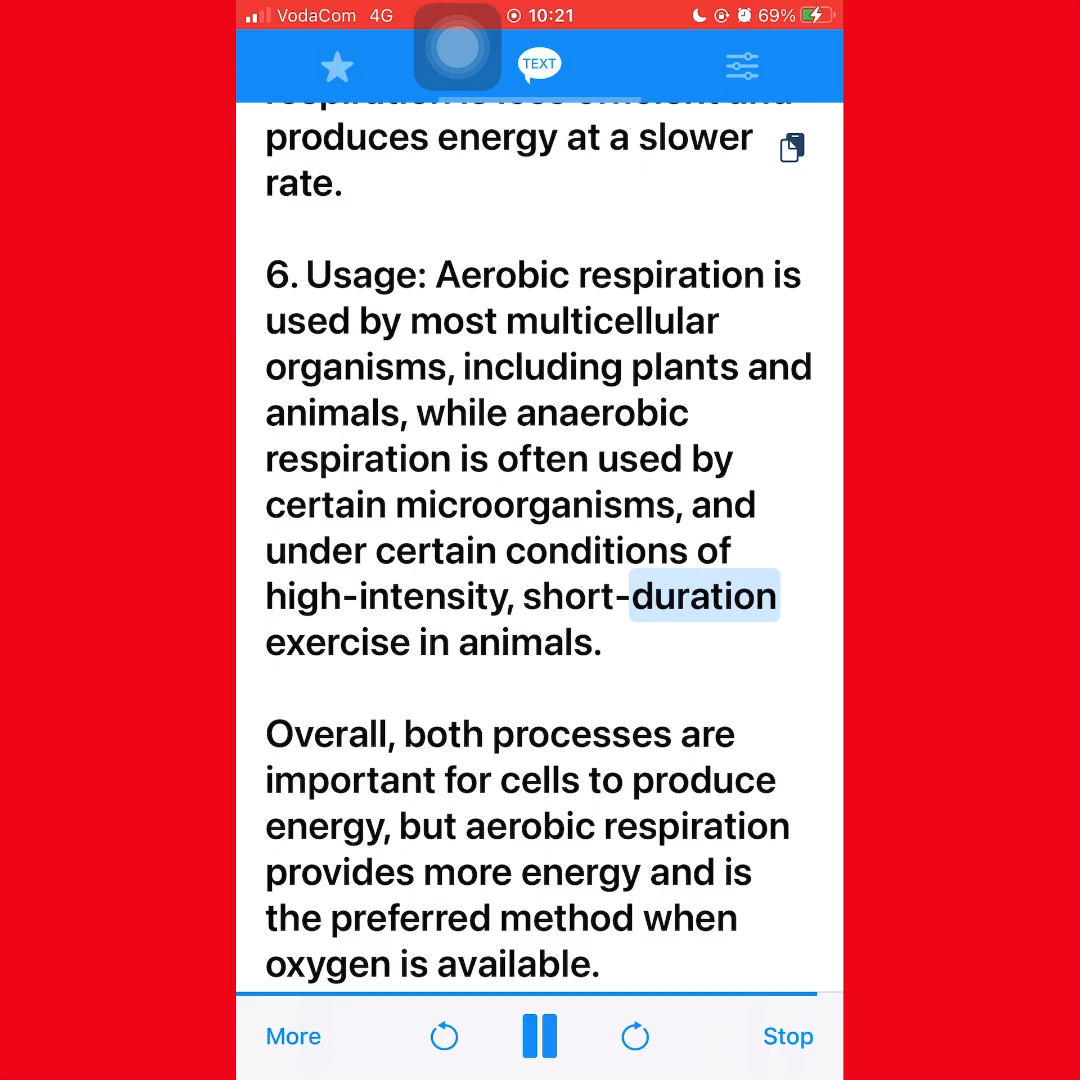 VodaCom 4G 10:21 69%
TEXT
produces energy at a slower
rate.
6. Usage: Aerobic respiration is
used by most multicellular
organisms, including plants and
animals, while anaerobic
respiration is often used by
certain microorganisms, and
under certain conditions of
high-intensity, short-duration
exercise in animals.
Overall, both processes are
important for cells to produce
energy, but aerobic respiration
provides more energy and is
the preferred method when
oxygen is available.
More Stop